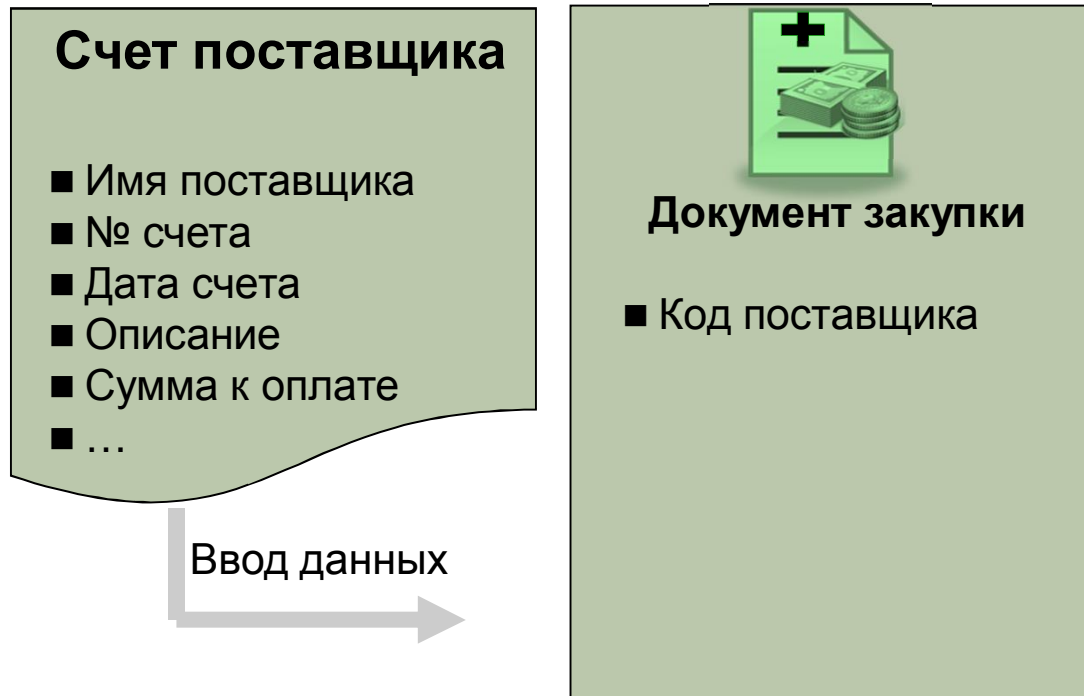 Счет поставщика
■ Имя поставщика
■ № счета
■ Дата счета
■ Описание
■ Сумма к оплате
■ …
Ввод данных
Документ закупки
■ Код поставщика